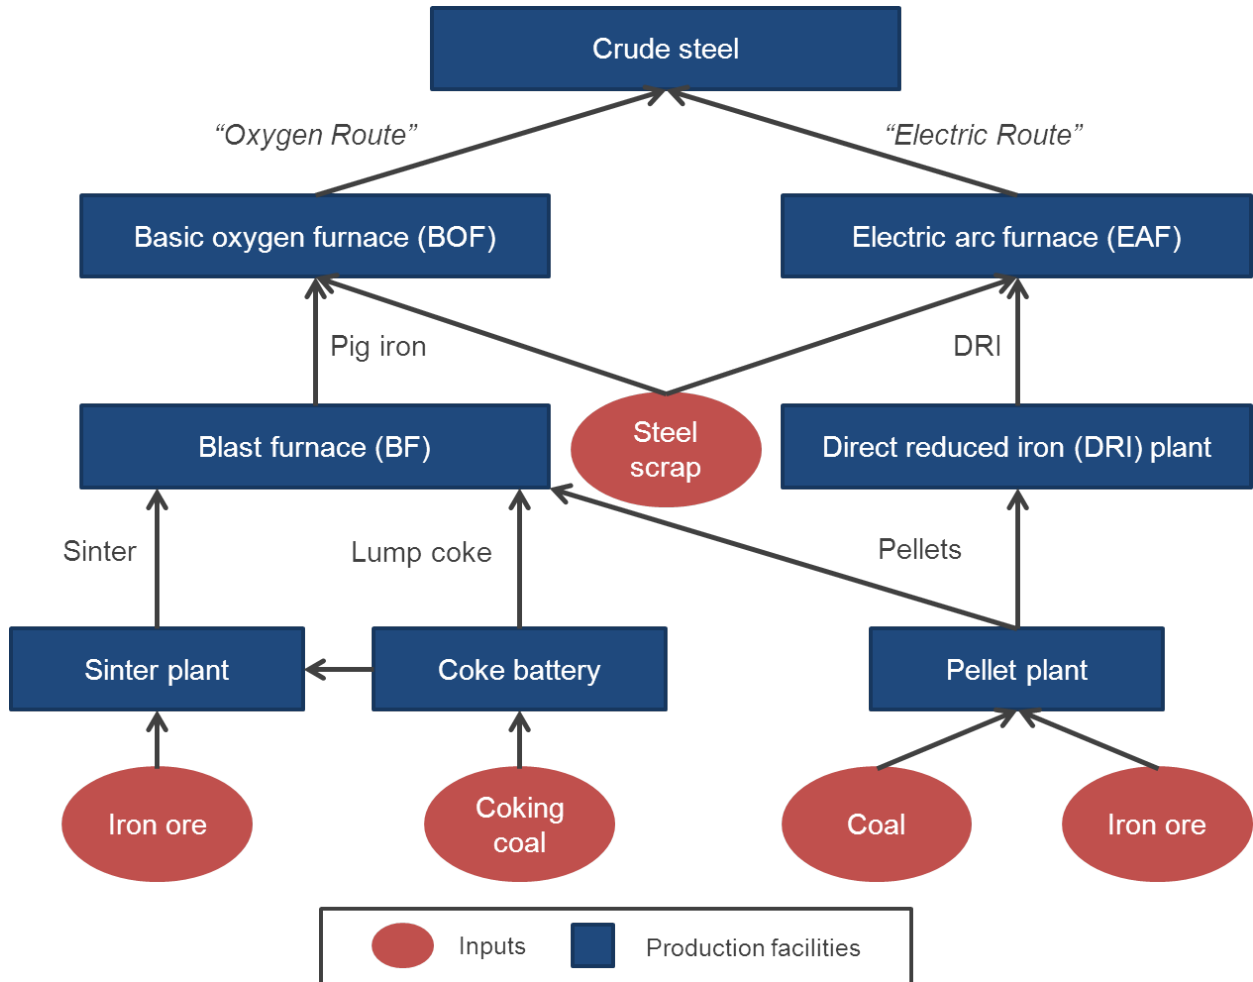 Crude steel
“Oxygen Route”
“Electric Route”
Basic oxygen furnace (BOF)
Electric arc furnace (EAF)
Pig iron
DRI
Steel
scrap
Blast furnace (BF)
Direct reduced iron (DRI) plant
Sinter
Lump coke
Pellets
Sinter plant
Coke battery
Pellet plant
Iron ore
Coking
coal
Coal
Iron ore
Inputs
Production facilities